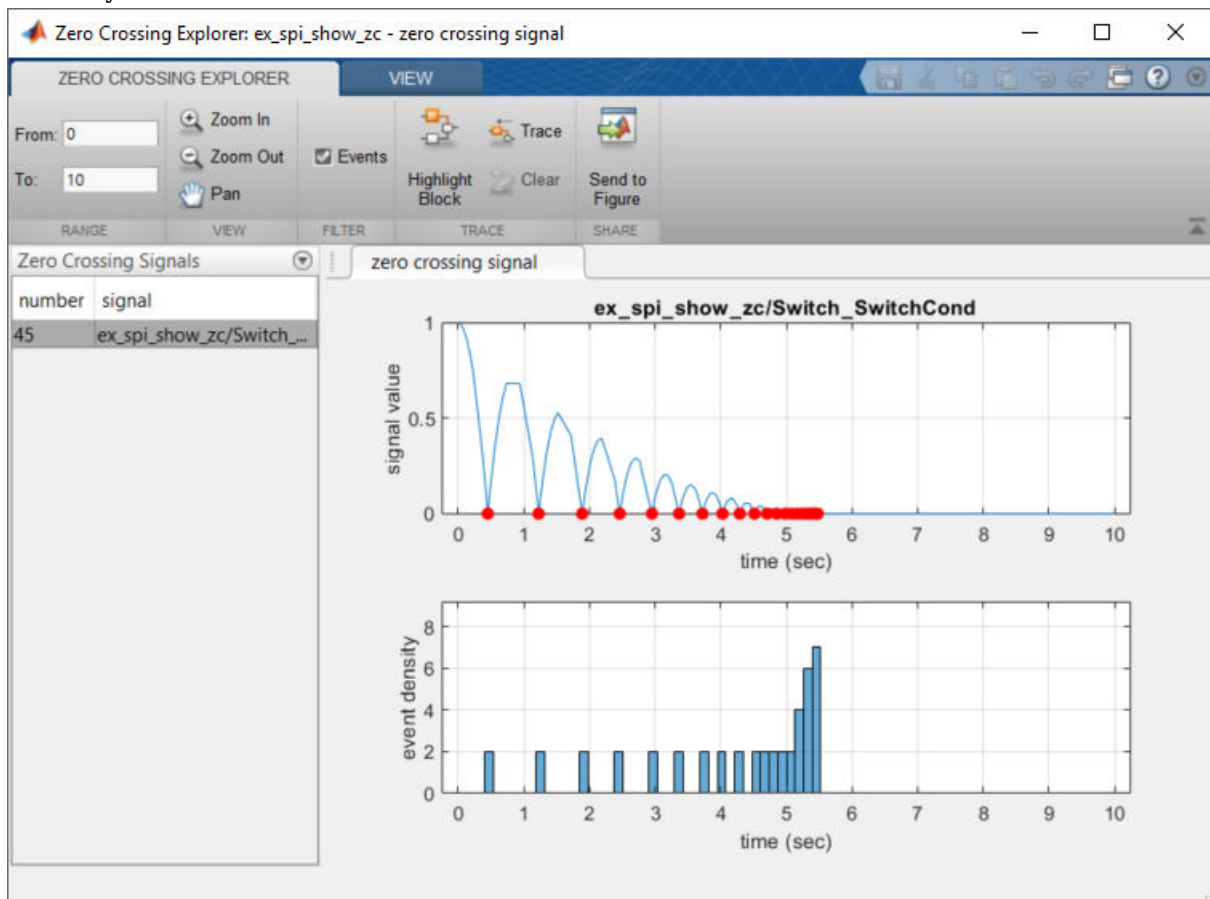 Zero Crossing Explorer: ex_spi_show_zc - zero crossing signal
ZERO CROSSING EXPLORER VIEW
From: 0
To: 10
Zoom In
Zoom Out
Pan
Events
Highlight
Block
Trace
Clear
Send to
Figure
RANGE VIEW FILTER TRACE SHARE
Zero Crossing Signals
number signal
45 ex_spi_show_zc/Switch_...
zero crossing signal
ex_spi_show_zc/Switch_SwitchCond
signal value
1
0.5
0
0 1 2 3 4 5 6 7 8 9 10
time (sec)
event density
8
6
4
2
0
0 1 2 3 4 5 6 7 8 9 10
time (sec)